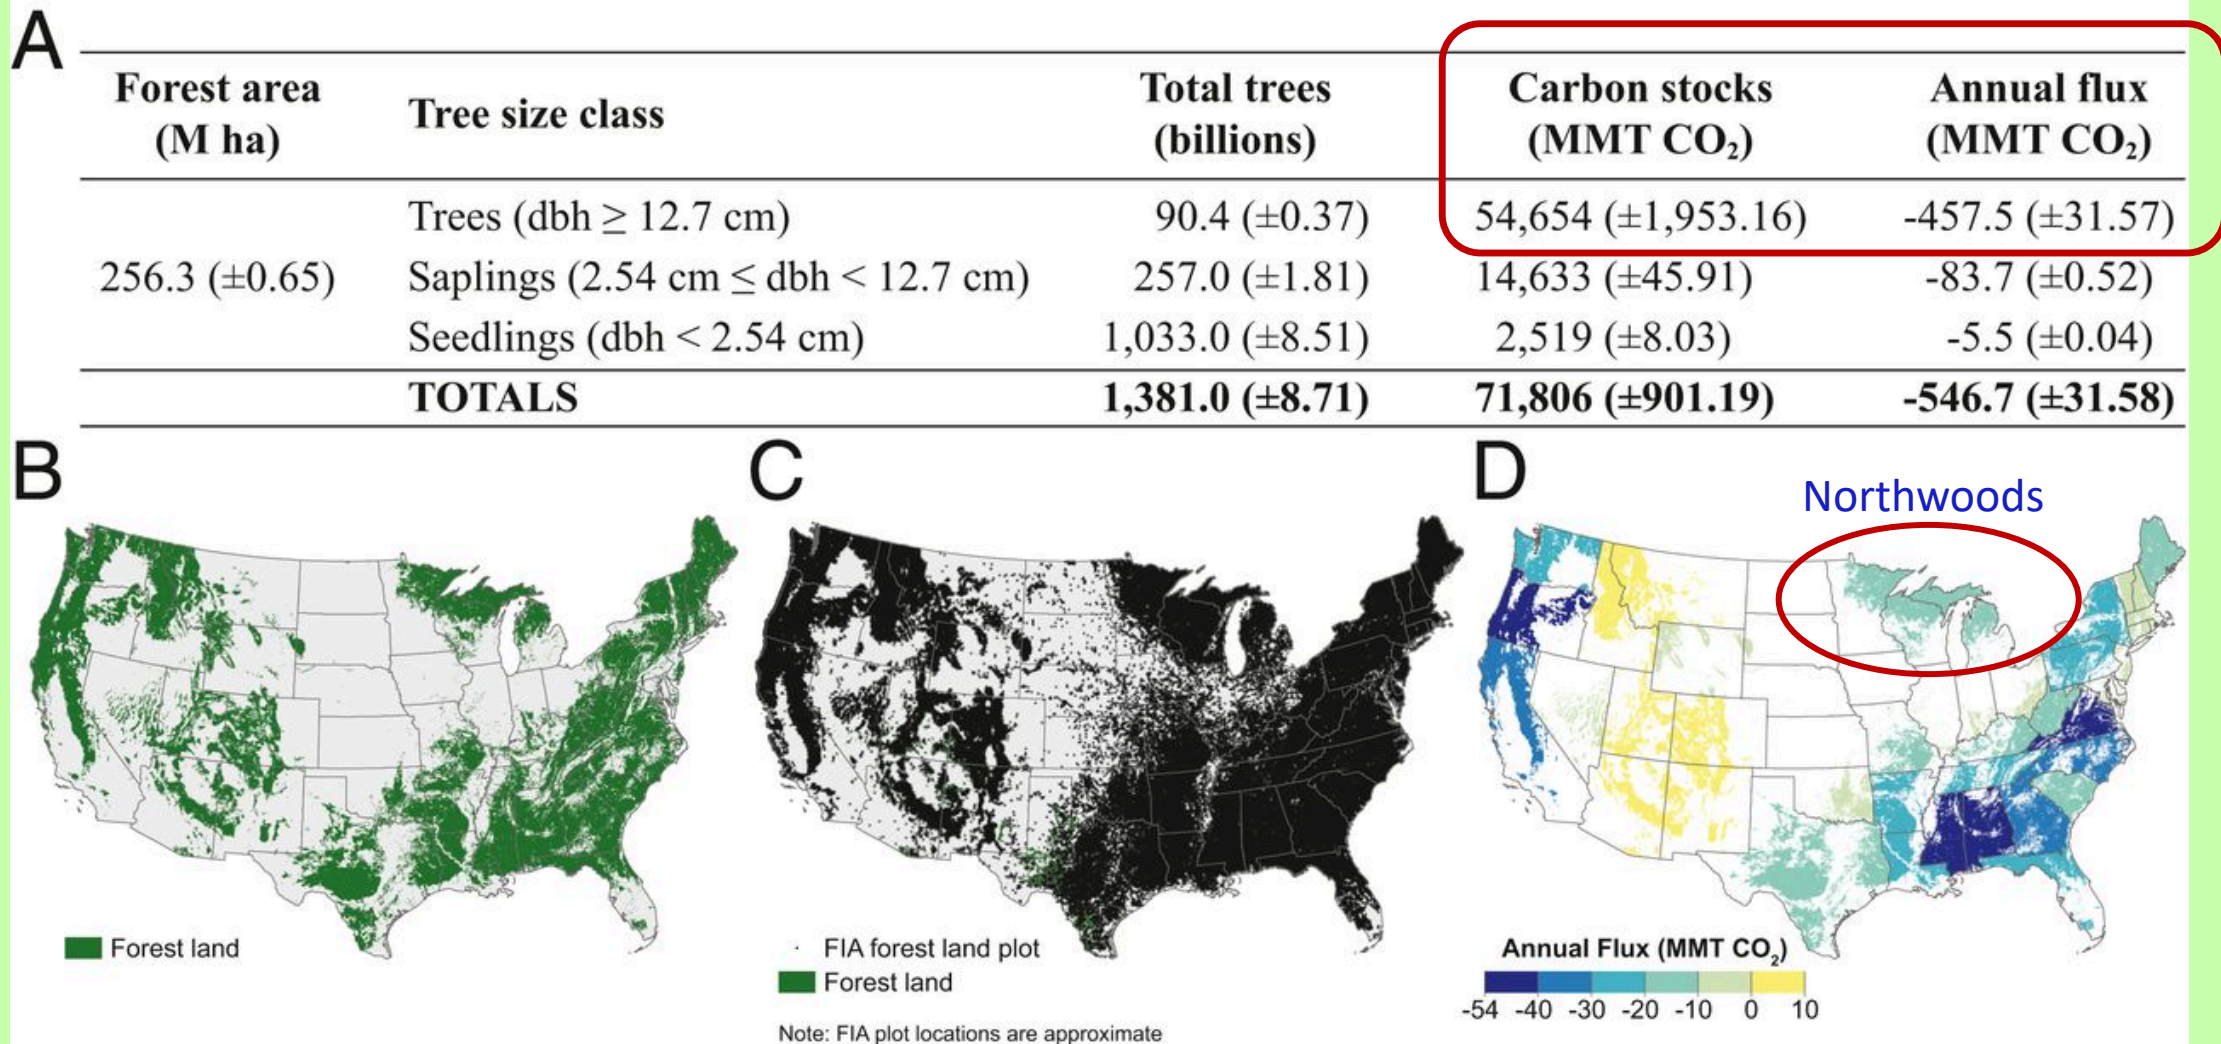 A
Forest area
(M ha)
Tree size class
Total trees
(billions)
Carbon stocks
(MMT CO₂)
Annual flux
(MMT CO₂)
Trees (dbh ≥ 12.7 cm) 90.4 (±0.37) 54,654 (±1,953.16) -457.5 (±31.57)
256.3 (±0.65) Saplings (2.54 cm ≤ dbh < 12.7 cm) 257.0 (±1.81) 14,633 (±45.91) -83.7 (±0.52)
Seedlings (dbh < 2.54 cm) 1,033.0 (±8.51) 2,519 (±8.03) -5.5 (±0.04)
TOTALS 1,381.0 (±8.71) 71,806 (±901.19) -546.7 (±31.58)
B
Forest land
C
FIA forest land plot
Forest land
Note: FIA plot locations are approximate
D
Northwoods
Annual Flux (MMT CO₂)
-54 -40 -30 -20 -10 0 10